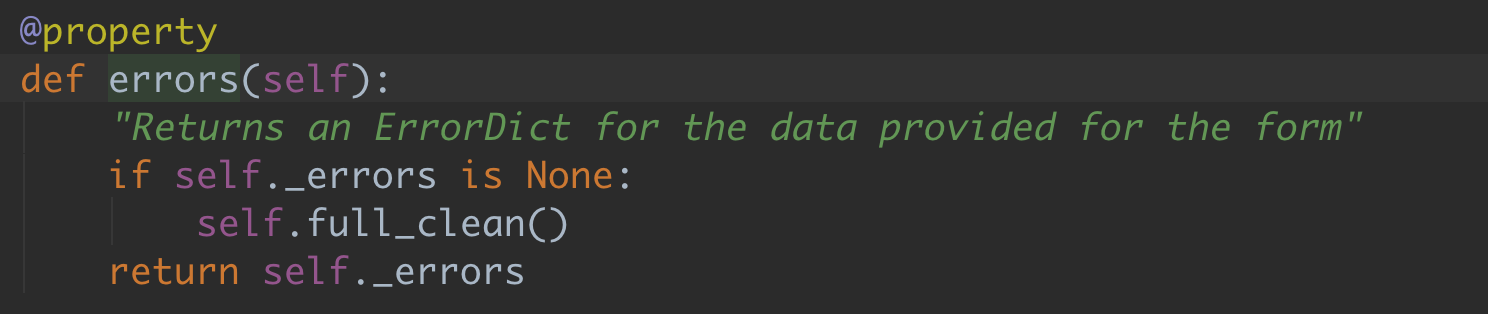 @property
def errors(self):
    "Returns an ErrorDict for the data provided for the form"
    if self._errors is None:
        self.full_clean()
    return self._errors